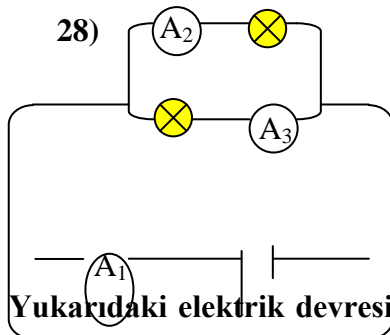 28)
A₂
A₃
A₁
Yukarıdaki elektrik devresi